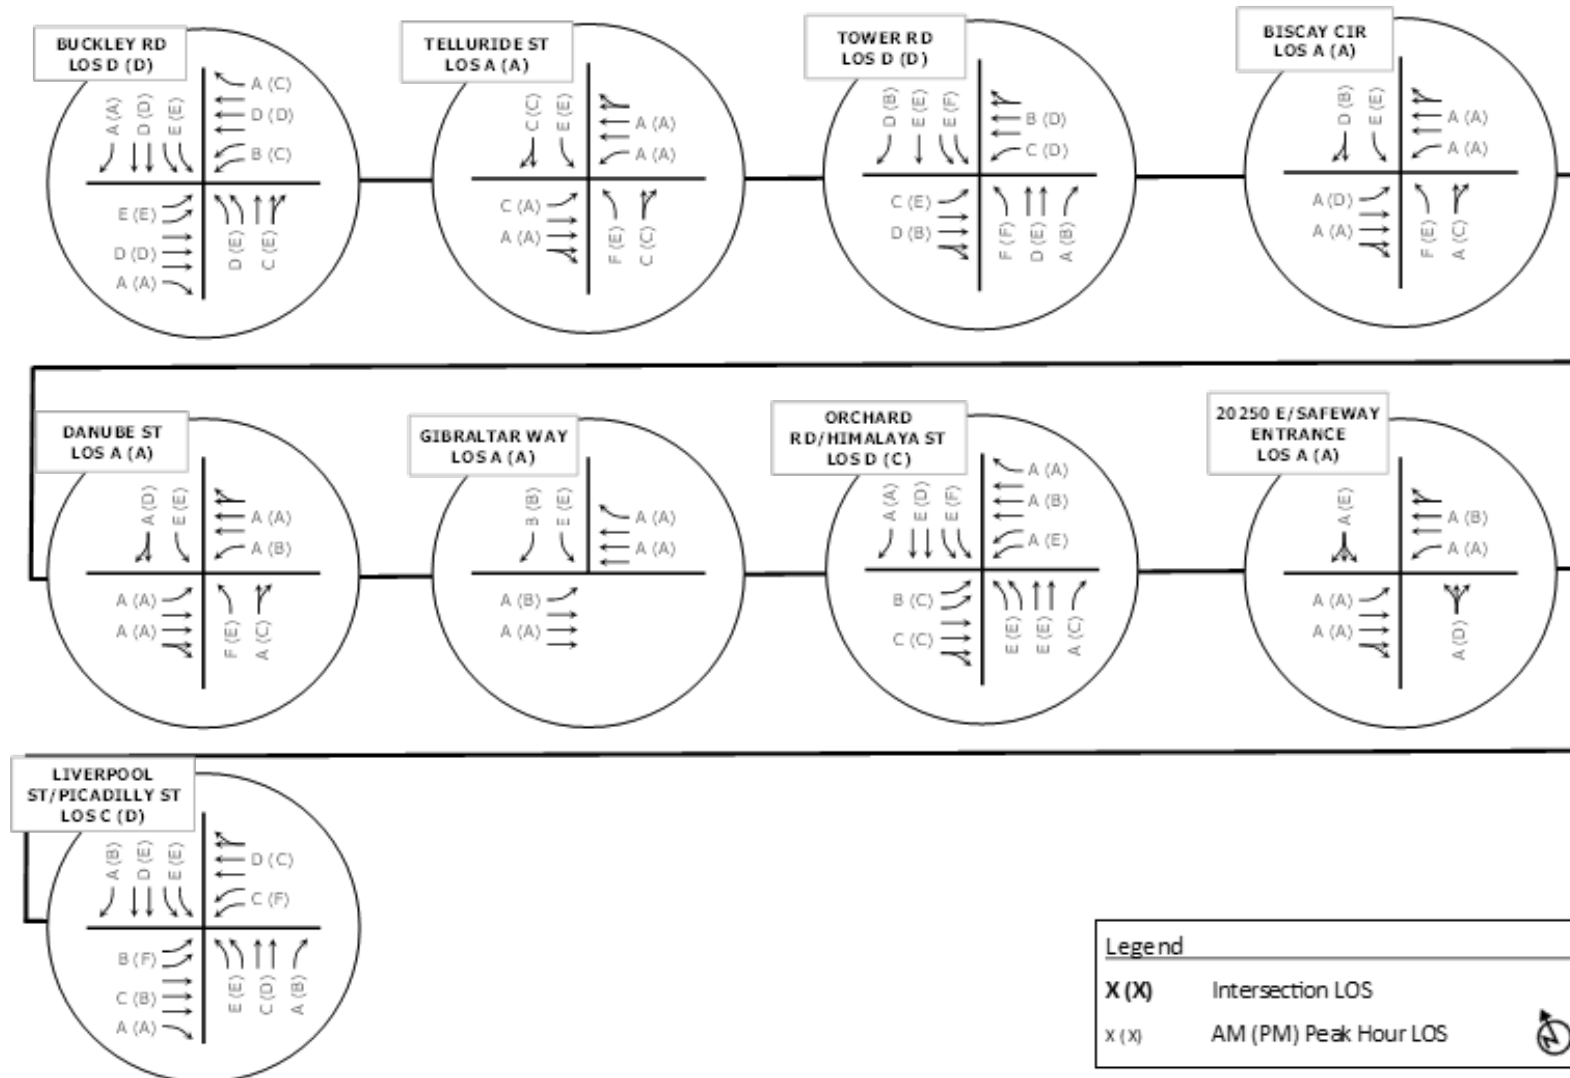 BUCKLEY RD
LOS D (D)
A (A)
D (D)
E (E)
A (C)
D (D)
B (C)
E (E)
D (D)
A (A)
D (E)
C (E)
TELLURIDE ST
LOS A (A)
C (C)
E (E)
A (A)
A (A)
C (A)
A (A)
F (E)
C (C)
TOWER RD
LOS D (D)
D (B)
E (E)
E (F)
B (D)
C (D)
C (E)
D (B)
F (F)
D (E)
A (B)
BISCAY CIR
LOS A (A)
D (B)
E (E)
A (A)
A (A)
A (D)
A (A)
F (E)
A (C)
DANUBE ST
LOS A (A)
A (D)
E (E)
A (A)
A (B)
A (A)
A (A)
F (E)
A (C)
GIBRALTAR WAY
LOS A (A)
B (B)
E (E)
A (A)
A (A)
A (B)
A (A)
ORCHARD
RD/HIMALAYA ST
LOS D (C)
A (A)
E (D)
E (F)
A (A)
A (B)
A (E)
B (C)
C (C)
E (E)
E (E)
A (C)
20250 E/SAFEWAY
ENTRANCE
LOS A (A)
A (E)
A (B)
A (A)
A (A)
A (A)
A (D)
LIVERPOOL
ST/PICADILLY ST
LOS C (D)
A (B)
D (E)
E (E)
D (C)
C (F)
B (F)
C (B)
A (A)
E (E)
C (D)
A (B)
Legend
X (X) Intersection LOS
X (X) AM (PM) Peak Hour LOS
N